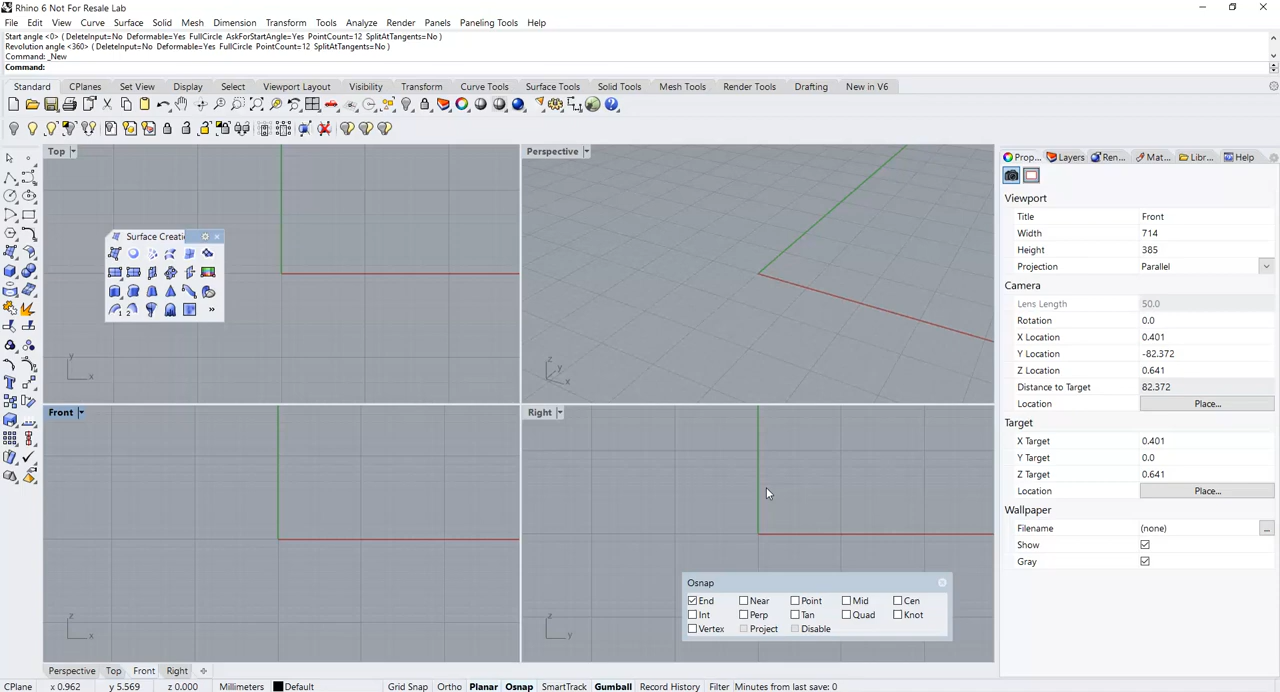 Rhino 6 Not For Resale Lab
File Edit View Curve Surface Solid Mesh Dimension Transform Tools Analyze Render Panels Paneling Tools Help
Start angle <0> ( DeleteInput=No Deformable=Yes FullCircle AskForStartAngle=Yes PointCount=12 SplitAtTangents=No )
Revolution angle <360> ( DeleteInput=No Deformable=Yes FullCircle PointCount=12 SplitAtTangents=No )
Command: _New
Command:
Standard CPlanes Set View Display Select Viewport Layout Visibility Transform Curve Tools Surface Tools Solid Tools Mesh Tools Render Tools Drafting New in V6
Top
Perspective
Prop... Layers Ren... Mat... Libr... Help
Viewport
Title Front
Width 714
Height 385
Projection Parallel
Camera
Lens Length 50.0
Rotation 0.0
X Location 0.401
Y Location -82.372
Z Location 0.641
Distance to Target 82.372
Location Place...
Target
X Target 0.401
Y Target 0.0
Z Target 0.641
Location Place...
Wallpaper
Filename (none) ...
Show
Gray
Surface Creatio
1 2 »
y
x
z
y
x
Front
Right
z
x
z
y
Osnap
End Near Point Mid Cen
Int Perp Tan Quad Knot
Vertex Project Disable
Perspective Top Front Right
CPlane x 0.962 y 5.569 z 0.000 Millimeters Default Grid Snap Ortho Planar Osnap SmartTrack Gumball Record History Filter Minutes from last save: 0